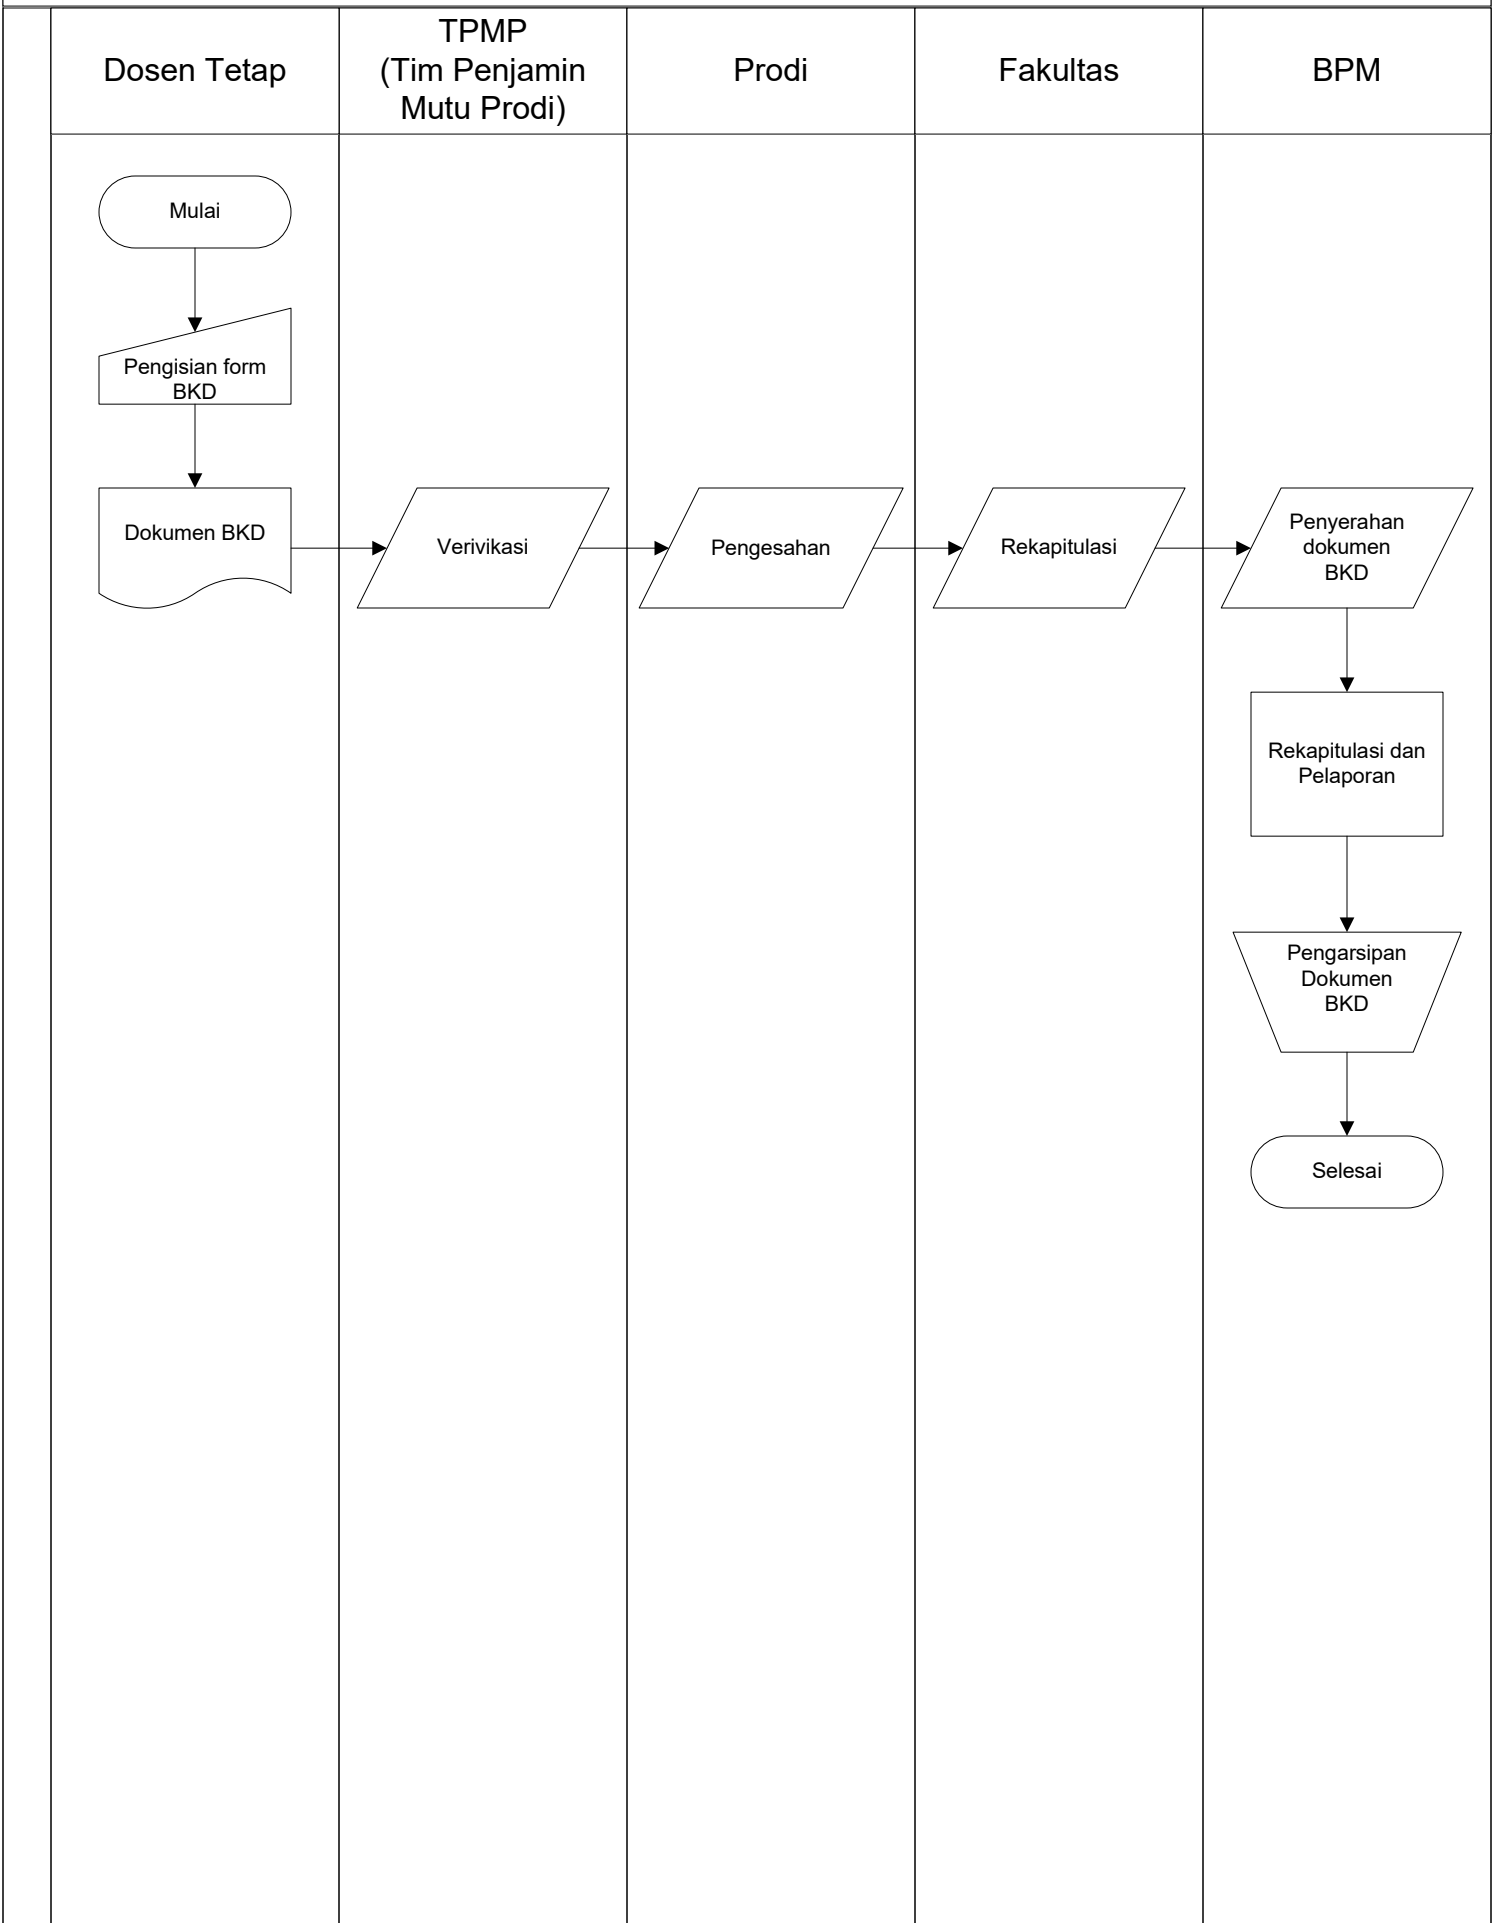 Dosen Tetap
TPMP
(Tim Penjamin
Mutu Prodi)
Prodi
Fakultas
BPM
Mulai
Pengisian form
BKD
Dokumen BKD
Verivikasi
Pengesahan
Rekapitulasi
Penyerahan
dokumen
BKD
Rekapitulasi dan
Pelaporan
Pengarsipan
Dokumen
BKD
Selesai